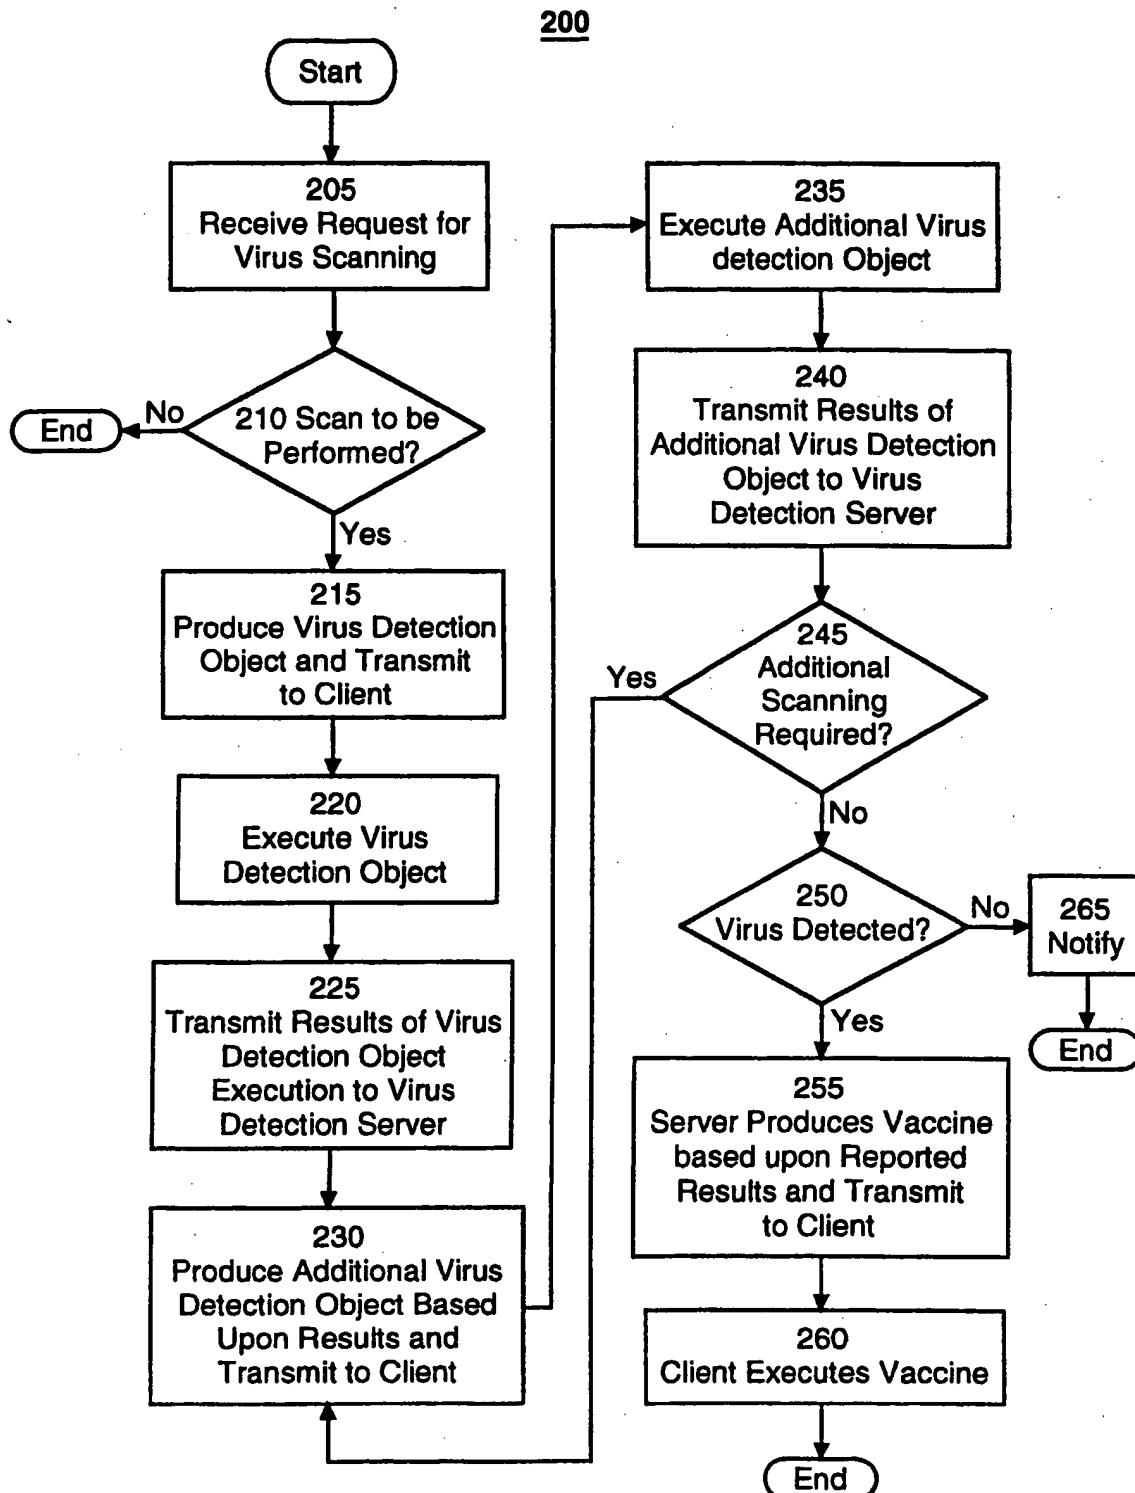 200
Start
205
Receive Request for
Virus Scanning
210 Scan to be
Performed?
No
End
Yes
215
Produce Virus Detection
Object and Transmit
to Client
220
Execute Virus
Detection Object
225
Transmit Results of Virus
Detection Object
Execution to Virus
Detection Server
230
Produce Additional Virus
Detection Object Based
Upon Results and
Transmit to Client
235
Execute Additional Virus
detection Object
240
Transmit Results of
Additional Virus Detection
Object to Virus
Detection Server
245
Additional
Scanning
Required?
Yes
No
250
Virus Detected?
No
265
Notify
End
Yes
255
Server Produces Vaccine
based upon Reported
Results and Transmit
to Client
260
Client Executes Vaccine
End